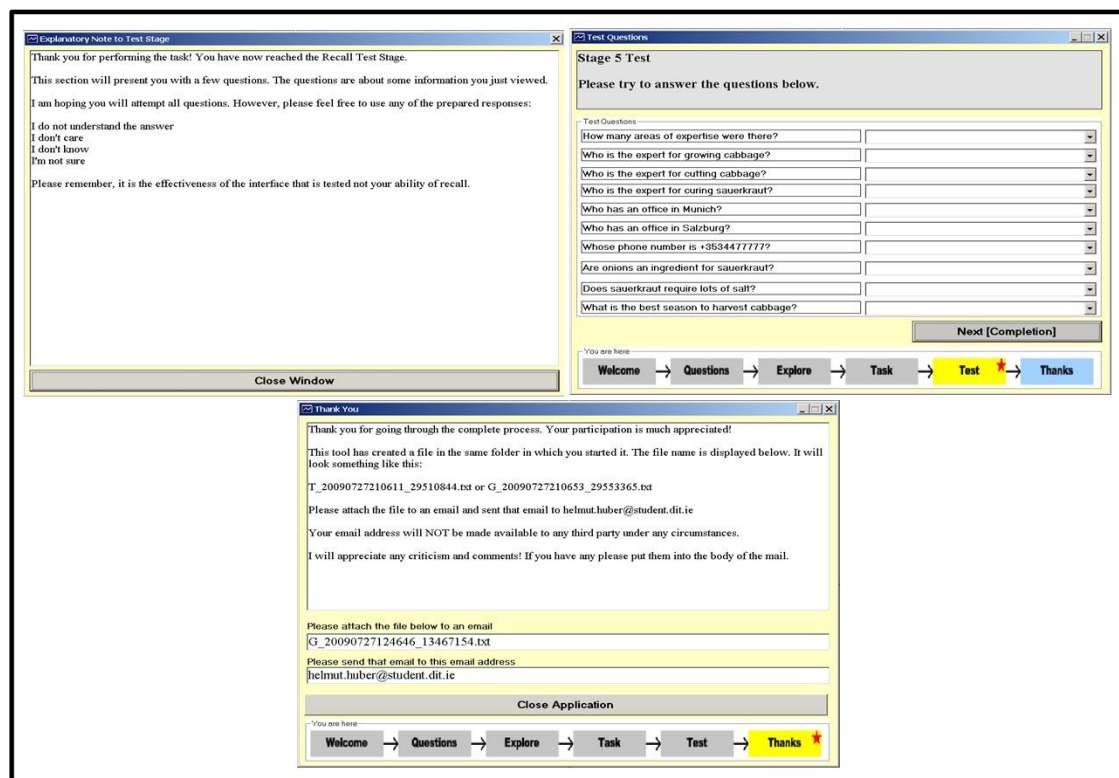 Explanatory Note to Test Stage
Thank you for performing the task! You have now reached the Recall Test Stage.
This section will present you with a few questions. The questions are about some information you just viewed.
I am hoping you will attempt all questions. However, please feel free to use any of the prepared responses:
I do not understand the answer
I don't care
I don't know
I'm not sure
Please remember, it is the effectiveness of the interface that is tested not your ability of recall.
Close Window
Test Questions
Stage 5 Test
Please try to answer the questions below.
Test Questions
How many areas of expertise were there?
Who is the expert for growing cabbage?
Who is the expert for cutting cabbage?
Who is the expert for curing sauerkraut?
Who has an office in Munich?
Who has an office in Salzburg?
Whose phone number is +3534477777?
Are onions an ingredient for sauerkraut?
Does sauerkraut require lots of salt?
What is the best season to harvest cabbage?
Next [Completion]
You are here
Welcome → Questions → Explore → Task → Test → Thanks
Thank You
Thank you for going through the complete process. Your participation is much appreciated!
This tool has created a file in the same folder in which you started it. The file name is displayed below. It will
look something like this:
T_20090727210611_29510844.txt or G_20090727210653_29553365.txt
Please attach the file to an email and sent that email to helmut.huber@student.dit.ie
Your email address will NOT be made available to any third party under any circumstances.
I will appreciate any criticism and comments! If you have any please put them into the body of the mail.
Please attach the file below to an email
G_20090727124646_13467154.txt
Please send that email to this email address
helmut.huber@student.dit.ie
Close Application
You are here
Welcome → Questions → Explore → Task → Test → Thanks